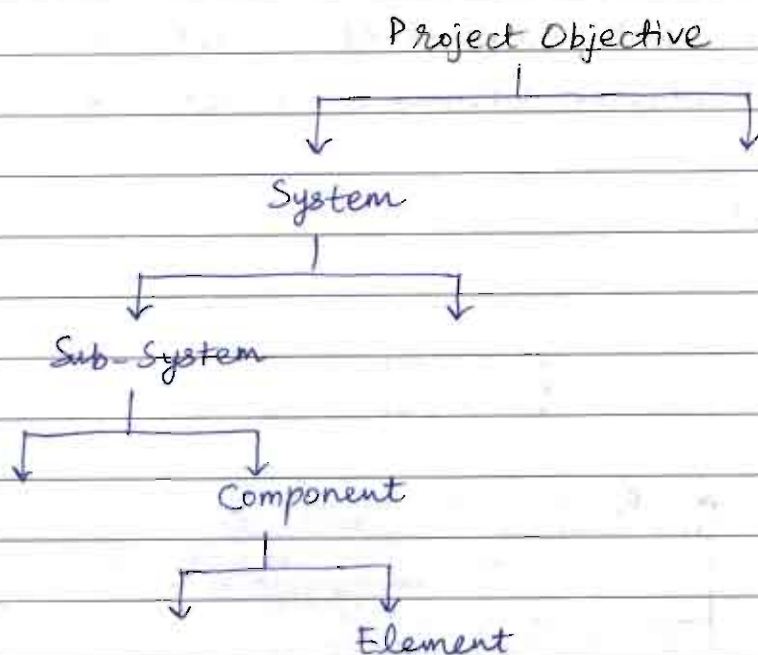 Project Objective
System
Sub-System
Component
Element